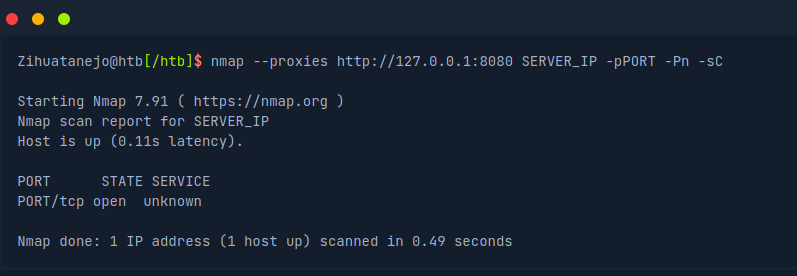 Zihuatanejo@htb[/htb]$ nmap --proxies http://127.0.0.1:8080 SERVER_IP -pPORT -Pn -sC
Starting Nmap 7.91 ( https://nmap.org )
Nmap scan report for SERVER_IP
Host is up (0.11s latency).
PORT      STATE SERVICE
PORT/tcp open  unknown
Nmap done: 1 IP address (1 host up) scanned in 0.49 seconds